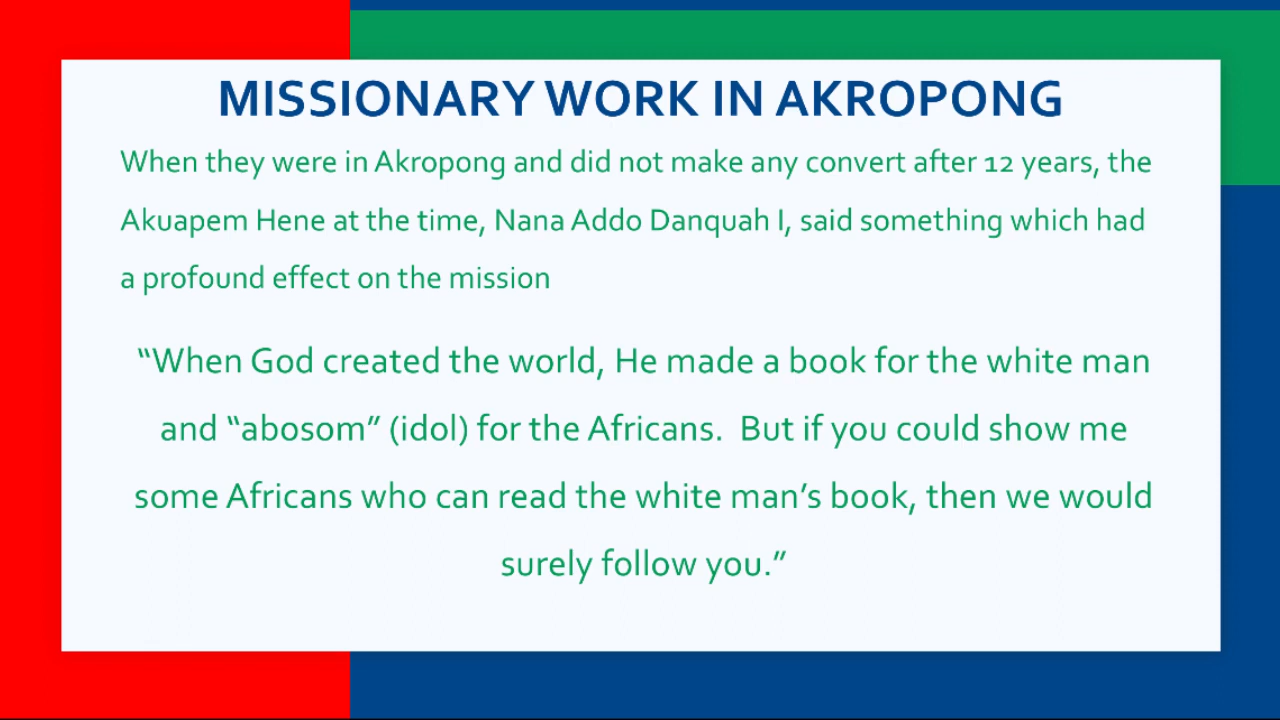 MISSIONARY WORK IN AKROPONG
When they were in Akropong and did not make any convert after 12 years, the
Akuapem Hene at the time, Nana Addo Danquah I, said something which had
a profound effect on the mission
“When God created the world, He made a book for the white man
and “abosom” (idol) for the Africans.  But if you could show me
some Africans who can read the white man’s book, then we would
surely follow you.”